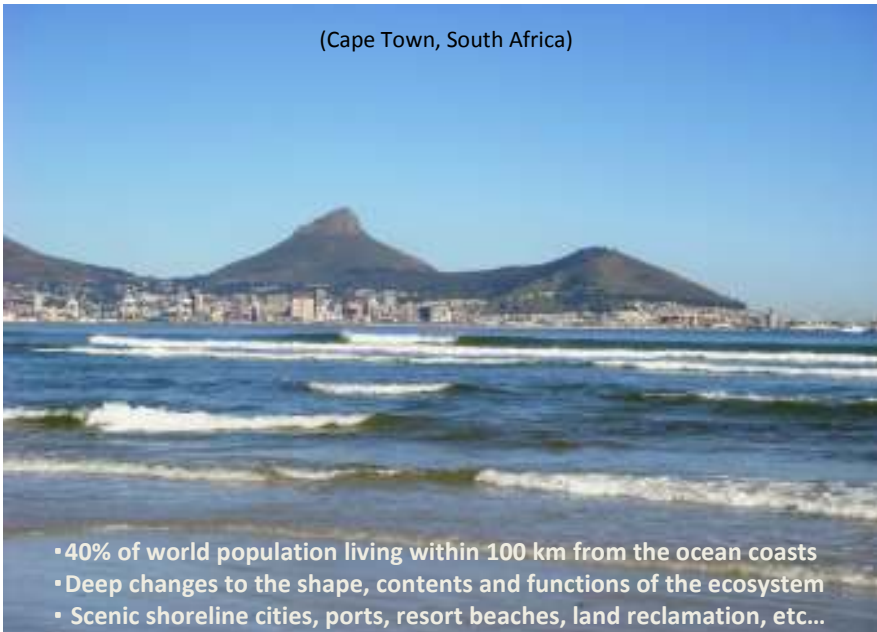 (Cape Town, South Africa)
▪40% of world population living within 100 km from the ocean coasts
▪Deep changes to the shape, contents and functions of the ecosystem
▪ Scenic shoreline cities, ports, resort beaches, land reclamation, etc…